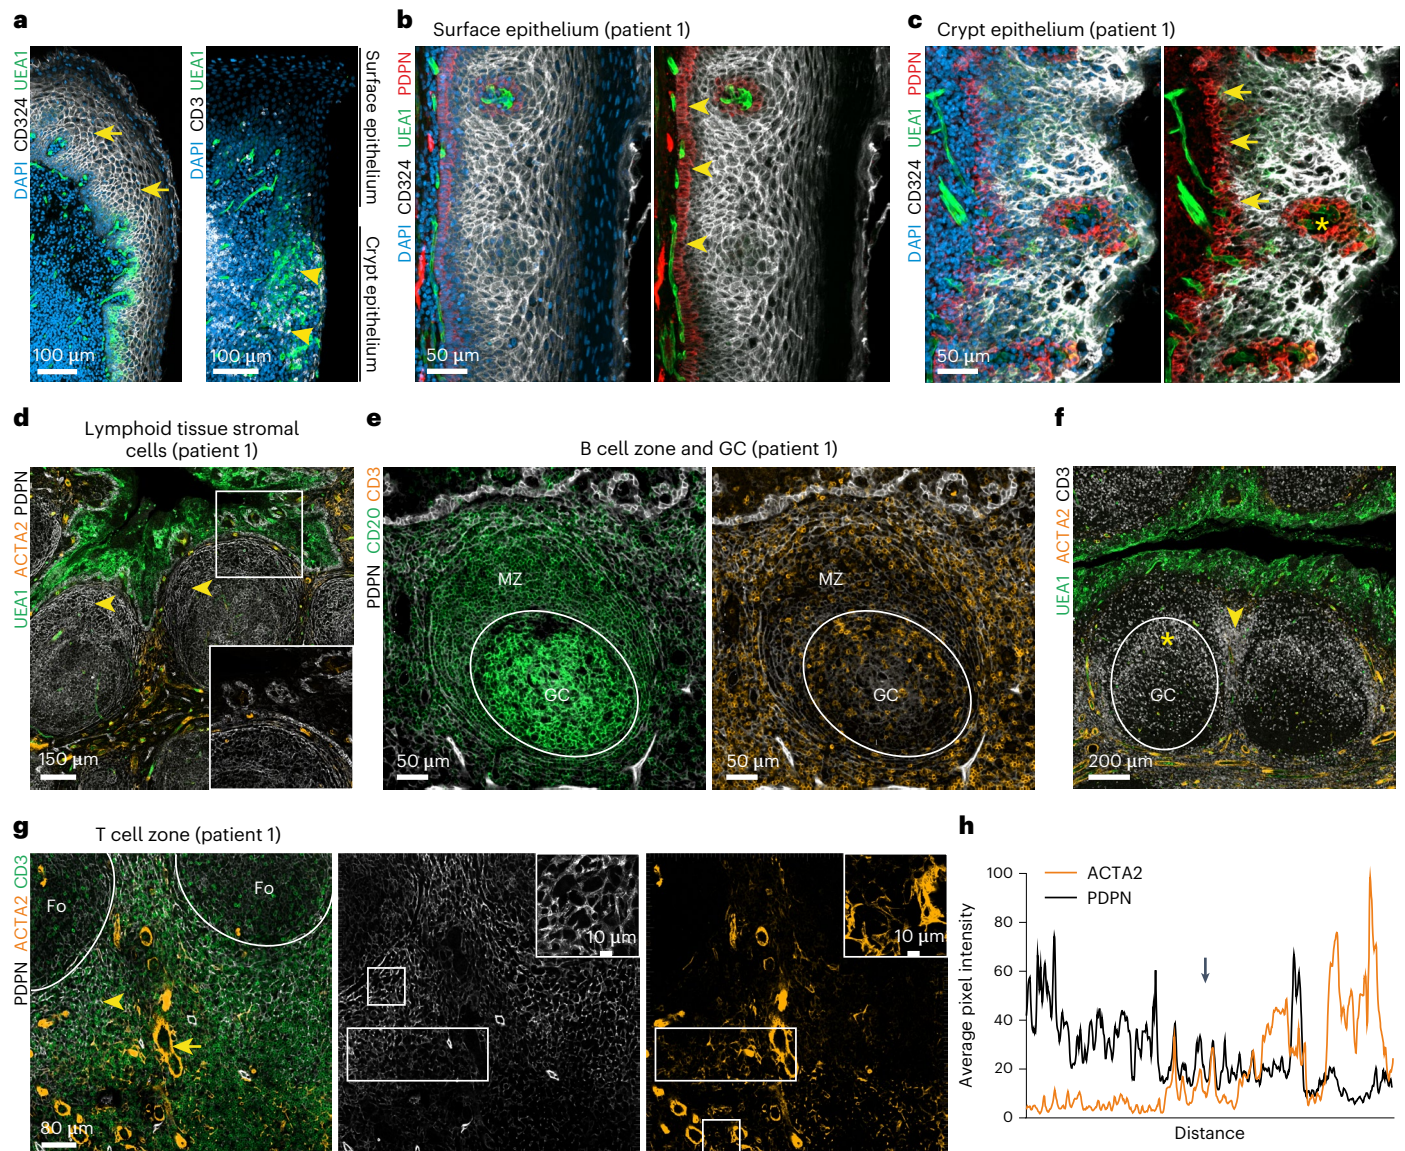 a
DAPI CD324 UEA1
100 µm
DAPI CD3 UEA1
100 µm
Surface epithelium
Crypt epithelium
b
Surface epithelium (patient 1)
DAPI CD324 UEA1 PDPN
50 µm
c
Crypt epithelium (patient 1)
DAPI CD324 UEA1 PDPN
50 µm
*
d
Lymphoid tissue stromal
cells (patient 1)
UEA1 ACTA2 PDPN
150 µm
e
B cell zone and GC (patient 1)
PDPN CD20 CD3
MZ
GC
50 µm
MZ
GC
50 µm
f
UEA1 ACTA2 CD3
*
GC
200 µm
g
T cell zone (patient 1)
PDPN ACTA2 CD3
Fo
Fo
80 µm
10 µm
10 µm
h
ACTA2
PDPN
Average pixel intensity
100
80
60
40
20
0
Distance